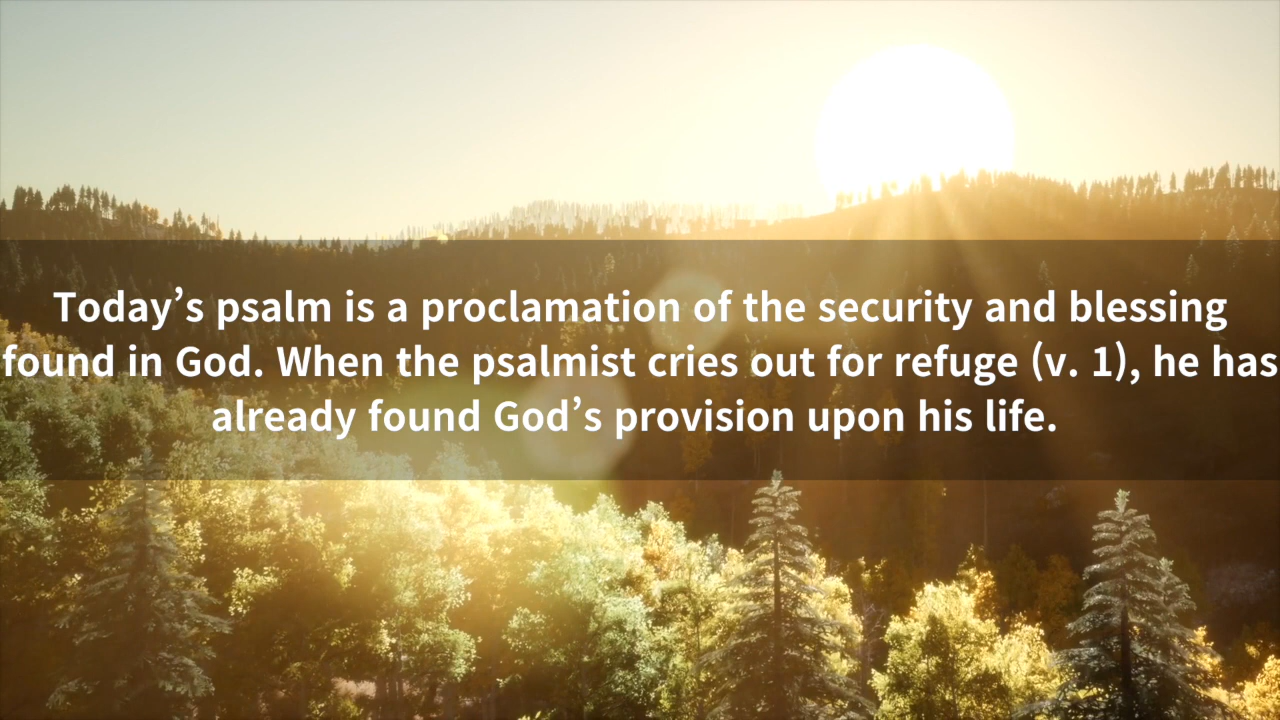 Today’s psalm is a proclamation of the security and blessing
found in God. When the psalmist cries out for refuge (v. 1), he has
already found God’s provision upon his life.